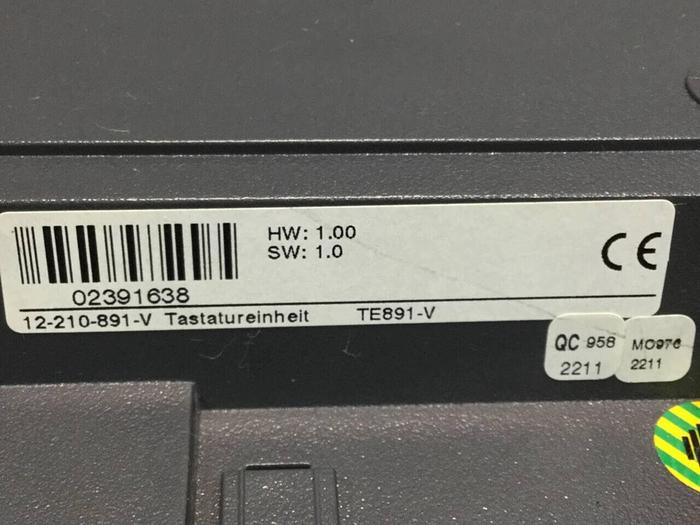 HW: 1.00
SW: 1.0
CE
02391638
12-210-891-V Tastatureinheit TE891-V
QC 958
2211
MO976
2211